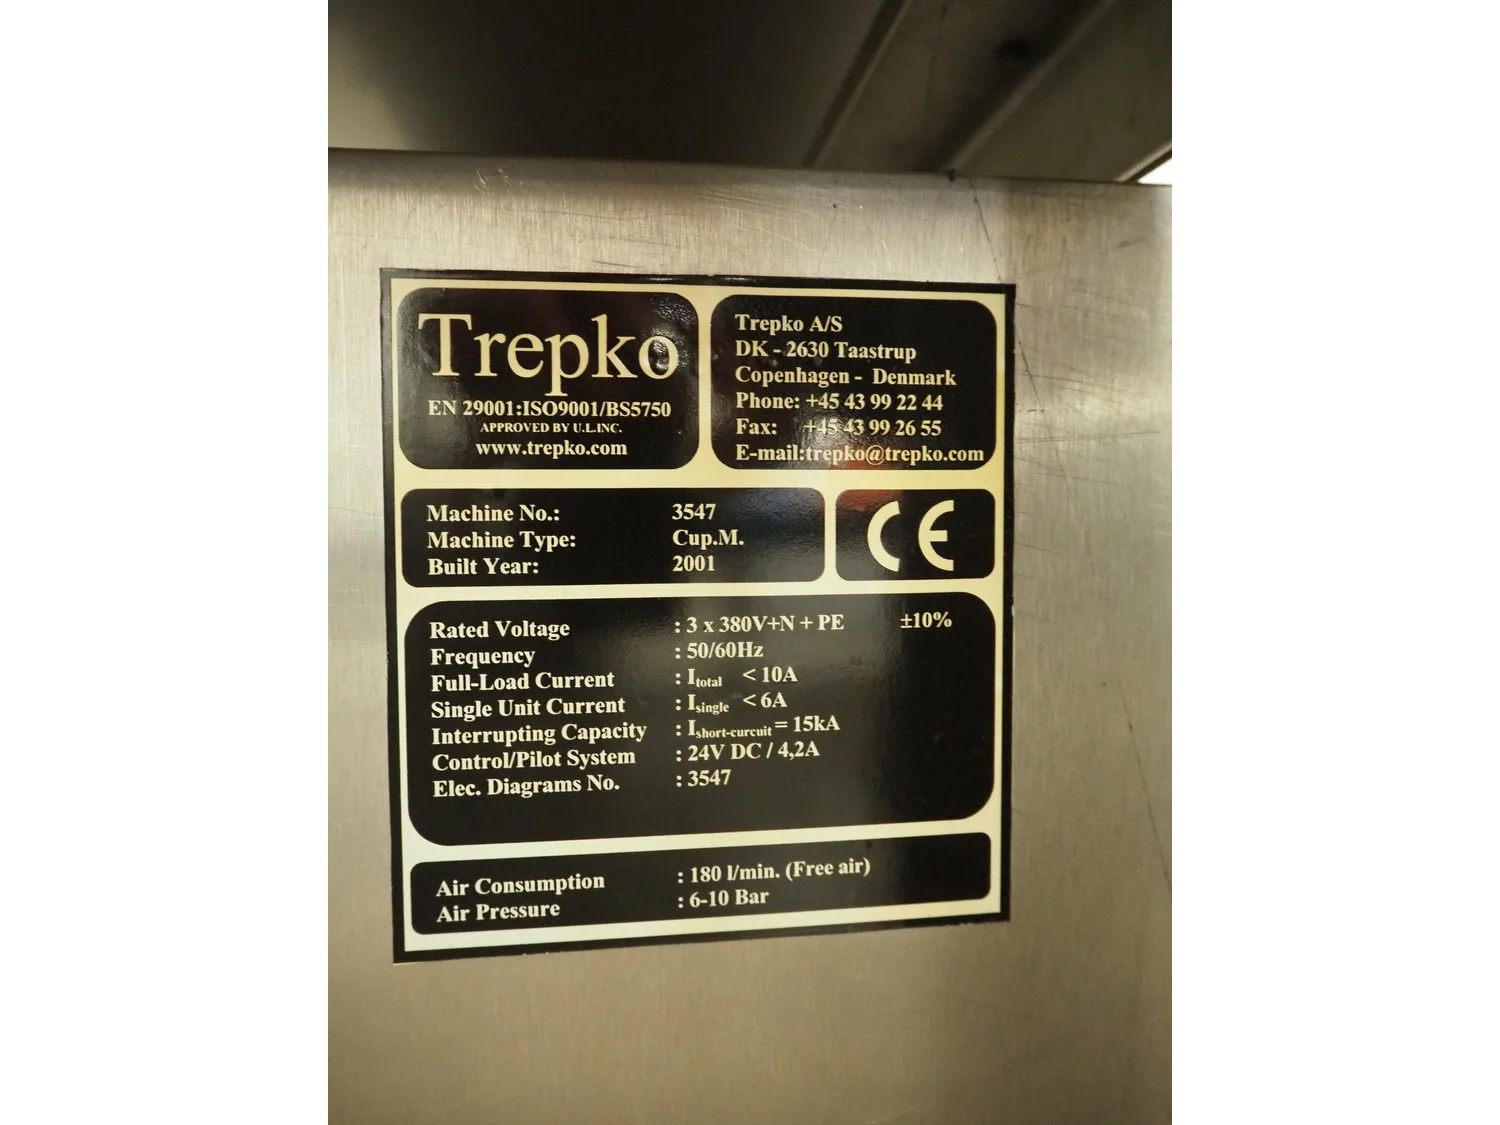 Trepko
EN 29001:ISO9001/BS5750
APPROVED BY U.L.INC.
www.trepko.com
Trepko A/S
DK - 2630 Taastrup
Copenhagen - Denmark
Phone: +45 43 99 22 44
Fax: +45 43 99 26 55
E-mail:trepko@trepko.com
Machine No.: 3547
Machine Type: Cup.M.
Built Year: 2001
CE
Rated Voltage : 3 x 380V+N + PE ±10%
Frequency : 50/60Hz
Full-Load Current : Itotal < 10A
Single Unit Current : Isingle < 6A
Interrupting Capacity : Ishort-curcuit = 15kA
Control/Pilot System : 24V DC / 4,2A
Elec. Diagrams No. : 3547
Air Consumption : 180 l/min. (Free air)
Air Pressure : 6-10 Bar